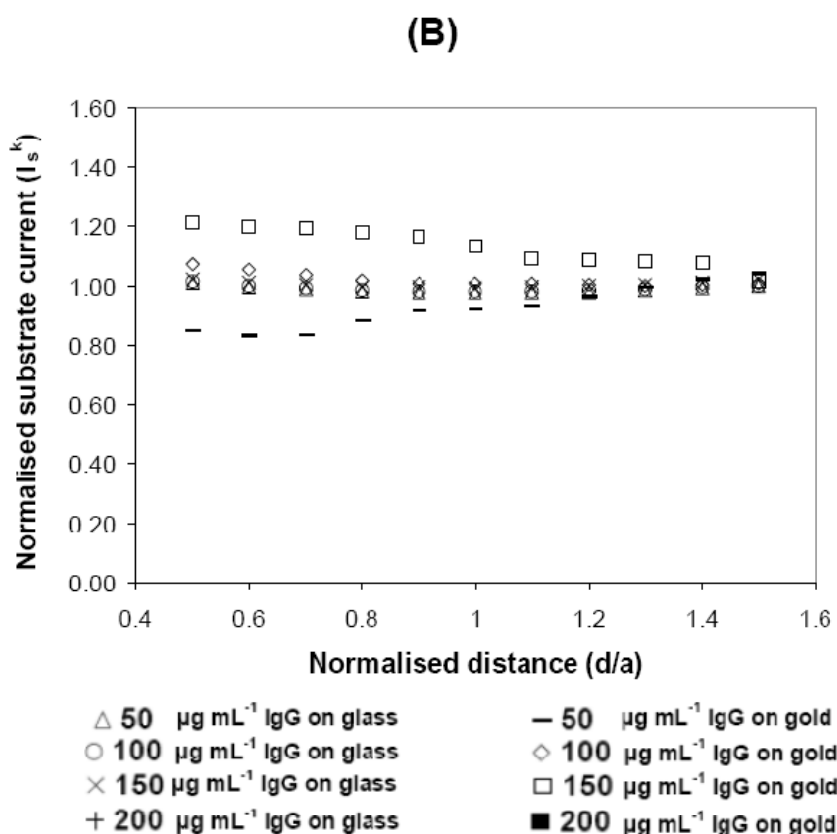 (B)
Normalised substrate current (Iₛᵏ)
1.60
1.40
1.20
1.00
0.80
0.60
0.40
0.20
0.00
0.4 0.6 0.8 1 1.2 1.4 1.6
Normalised distance (d/a)
△ 50 µg mL⁻¹ IgG on glass
○ 100 µg mL⁻¹ IgG on glass
× 150 µg mL⁻¹ IgG on glass
+ 200 µg mL⁻¹ IgG on glass
– 50 µg mL⁻¹ IgG on gold
◇ 100 µg mL⁻¹ IgG on gold
□ 150 µg mL⁻¹ IgG on gold
■ 200 µg mL⁻¹ IgG on gold